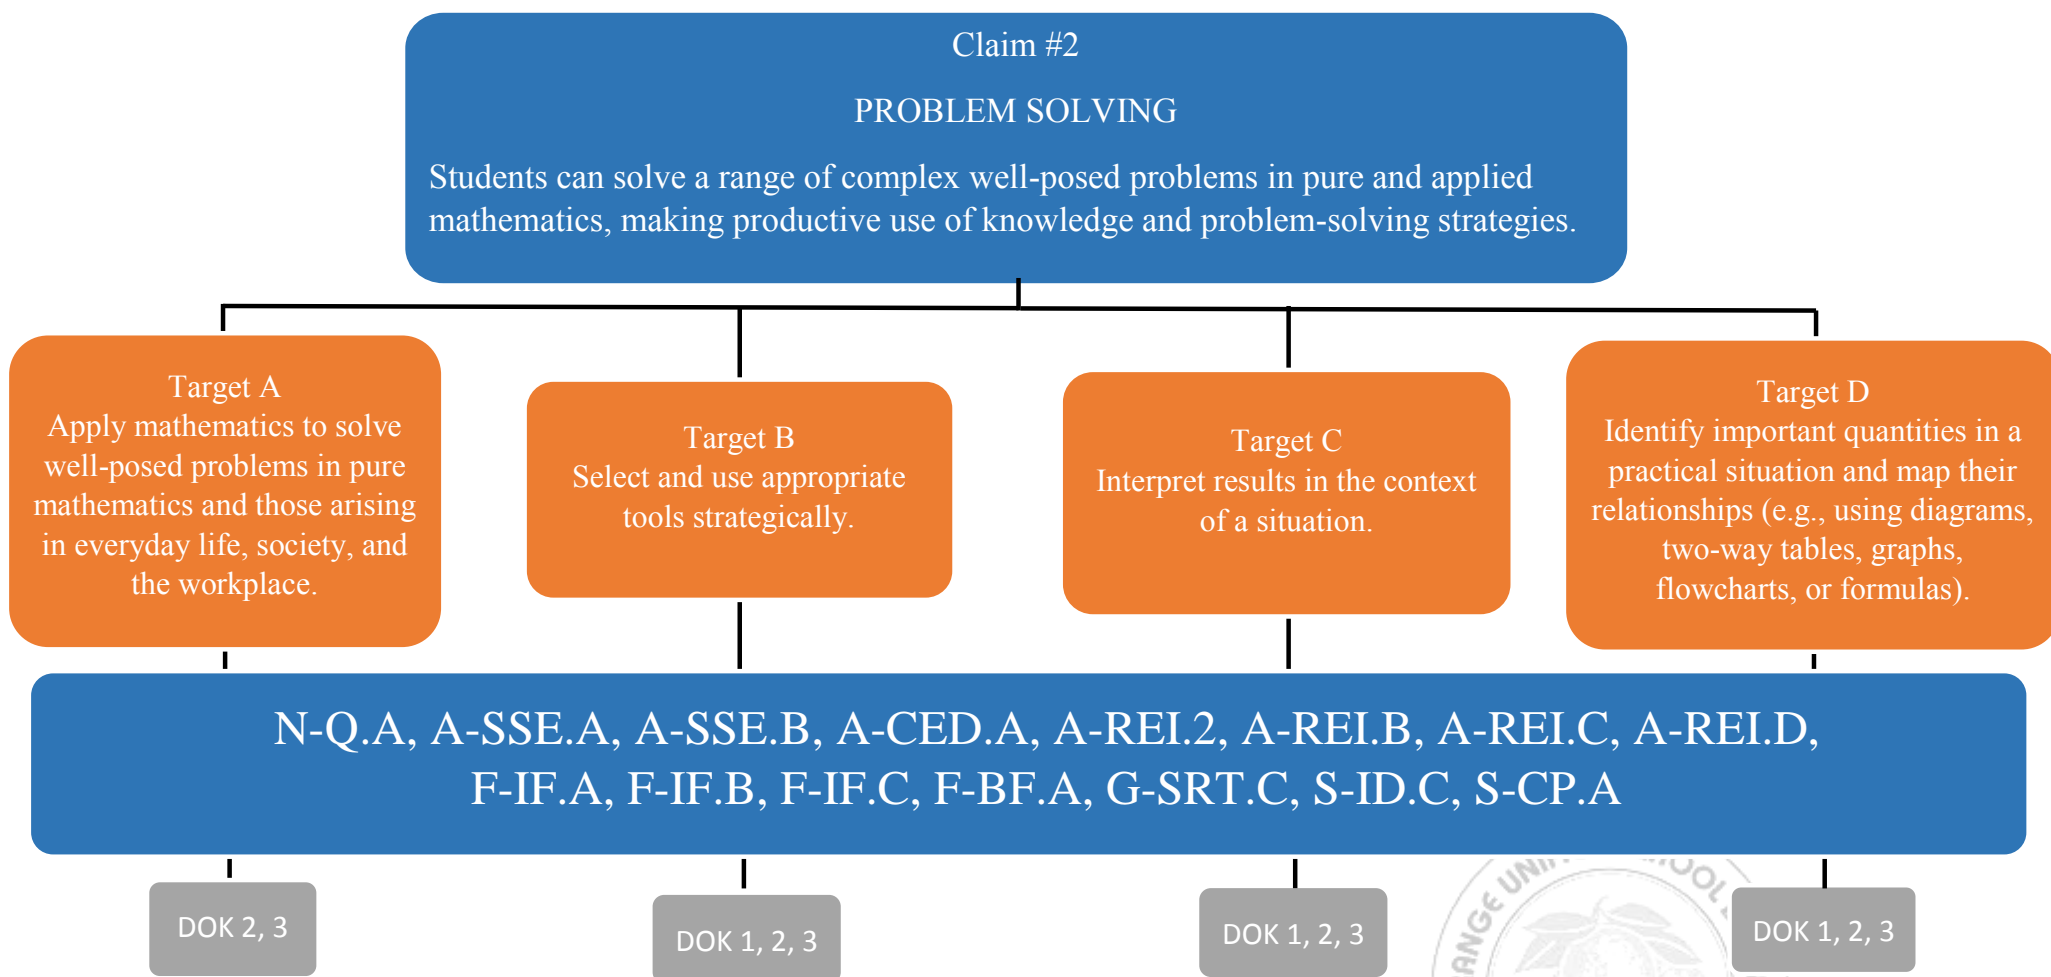 Claim #2
PROBLEM SOLVING
Students can solve a range of complex well-posed problems in pure and applied
mathematics, making productive use of knowledge and problem-solving strategies.
Target A
Apply mathematics to solve
well-posed problems in pure
mathematics and those arising
in everyday life, society, and
the workplace.
Target B
Select and use appropriate
tools strategically.
Target C
Interpret results in the context
of a situation.
Target D
Identify important quantities in a
practical situation and map their
relationships (e.g., using diagrams,
two-way tables, graphs,
flowcharts, or formulas).
N-Q.A, A-SSE.A, A-SSE.B, A-CED.A, A-REI.2, A-REI.B, A-REI.C, A-REI.D,
F-IF.A, F-IF.B, F-IF.C, F-BF.A, G-SRT.C, S-ID.C, S-CP.A
DOK 2, 3
DOK 1, 2, 3
DOK 1, 2, 3
DOK 1, 2, 3